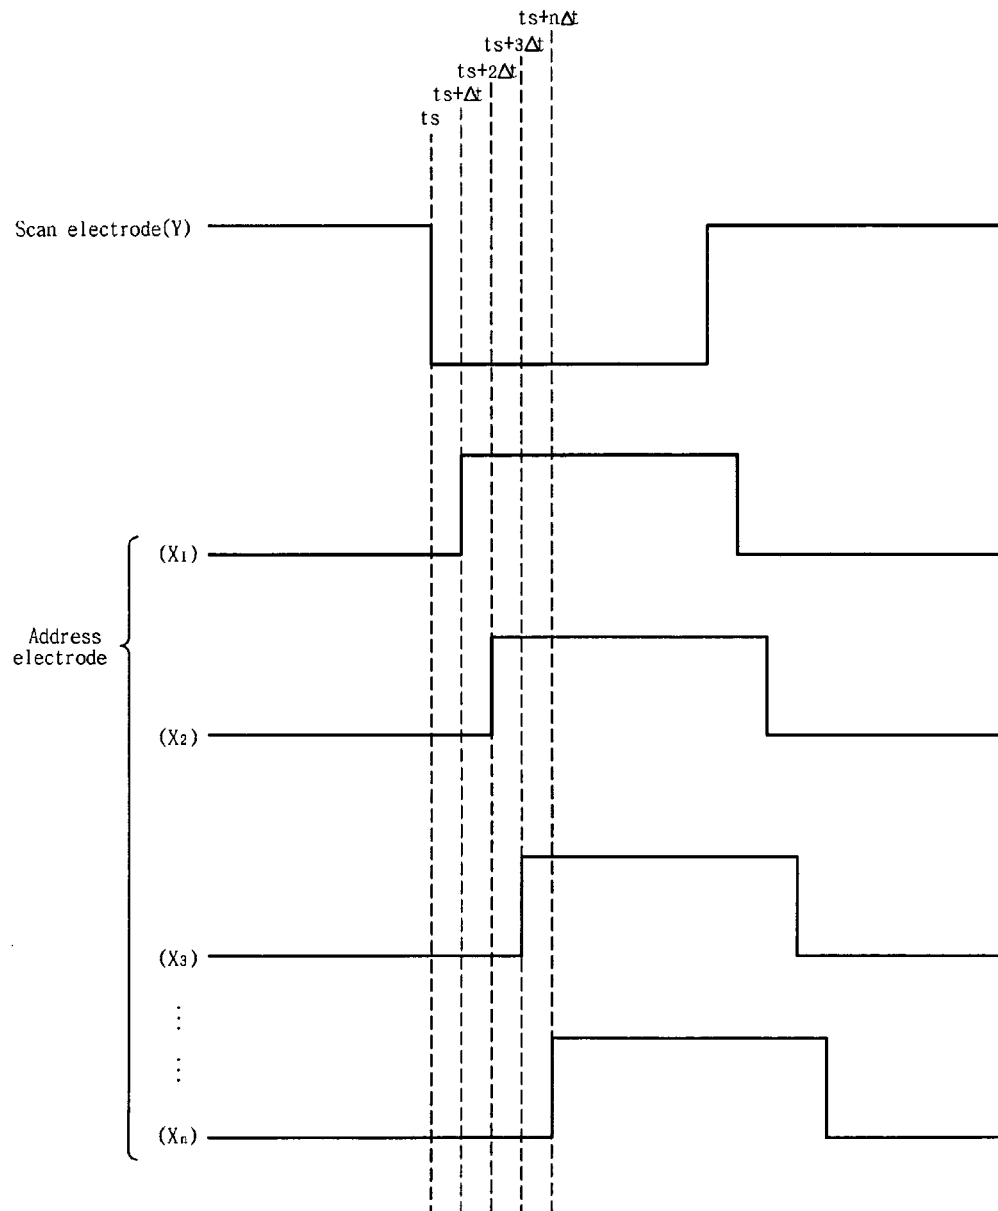 ts+nΔt
ts+3Δt
ts+2Δt
ts+Δt
ts
Scan electrode(Y)
(X1)
Address
electrode
(X2)
(X3)
(Xn)